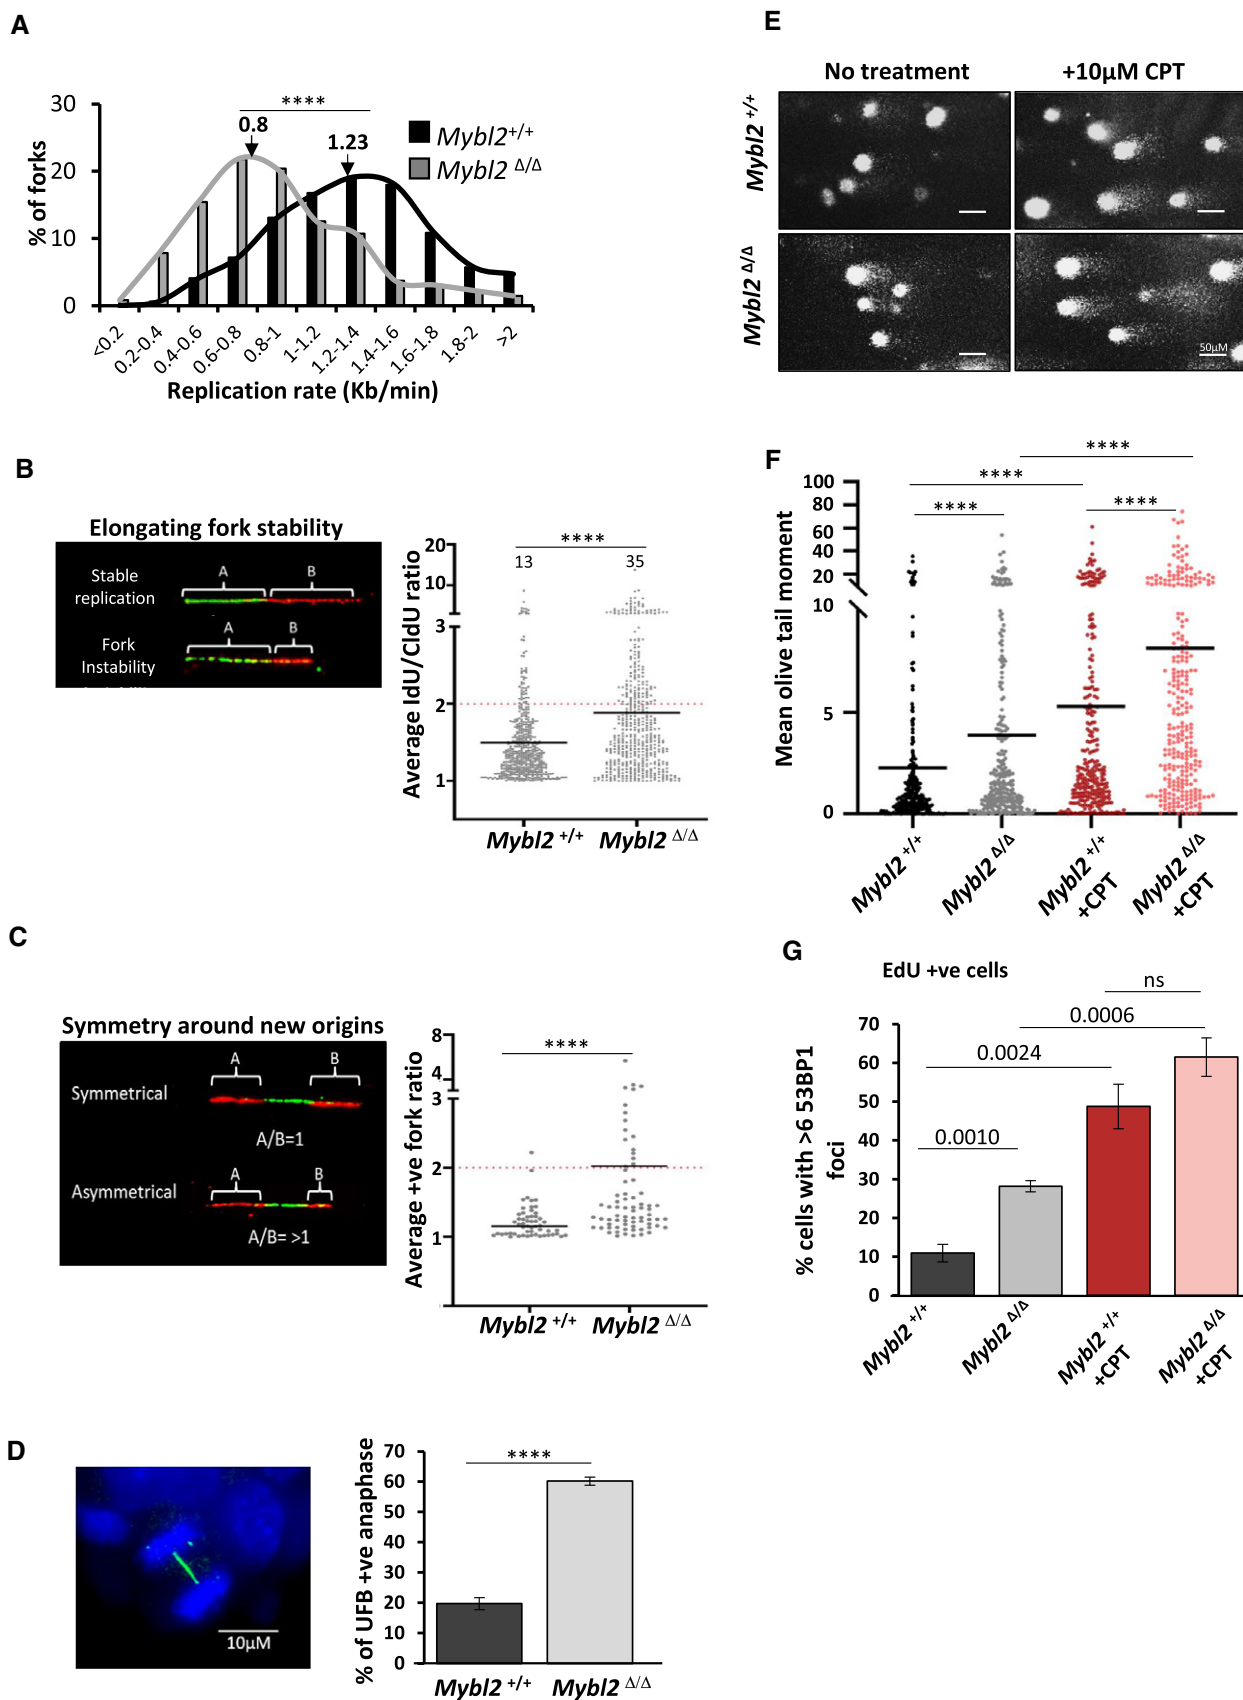 A
30
20
10
0
% of forks
****
0.8
1.23
Mybl2 +/+
Mybl2 Δ/Δ
<0.2
0.2-0.4
0.4-0.6
0.6-0.8
0.8-1
1-1.2
1.2-1.4
1.4-1.6
1.6-1.8
1.8-2
>2
Replication rate (Kb/min)
B
Elongating fork stability
Stable
replication
A
B
Fork
Instability
A
B
Average IdU/CldU ratio
20
10
3
2
1
****
13
35
Mybl2 +/+
Mybl2 Δ/Δ
C
Symmetry around new origins
Symmetrical
A
B
A/B=1
Asymmetrical
A
B
A/B= >1
Average +ve fork ratio
8
4
3
2
1
****
Mybl2 +/+
Mybl2 Δ/Δ
D
10µM
% of UFB +ve anaphase
70
60
50
40
30
20
10
0
****
Mybl2 +/+
Mybl2 Δ/Δ
E
No treatment
+10µM CPT
Mybl2 +/+
Mybl2 Δ/Δ
50µM
F
Mean olive tail moment
100
80
60
40
20
10
5
0
****
****
****
****
Mybl2 +/+
Mybl2 Δ/Δ
Mybl2 +/+
+CPT
Mybl2 Δ/Δ
+CPT
G
EdU +ve cells
% cells with >6 53BP1
foci
70
60
50
40
30
20
10
0
ns
0.0006
0.0024
0.0010
Mybl2 +/+
Mybl2 Δ/Δ
Mybl2 +/+
+CPT
Mybl2 Δ/Δ
+CPT